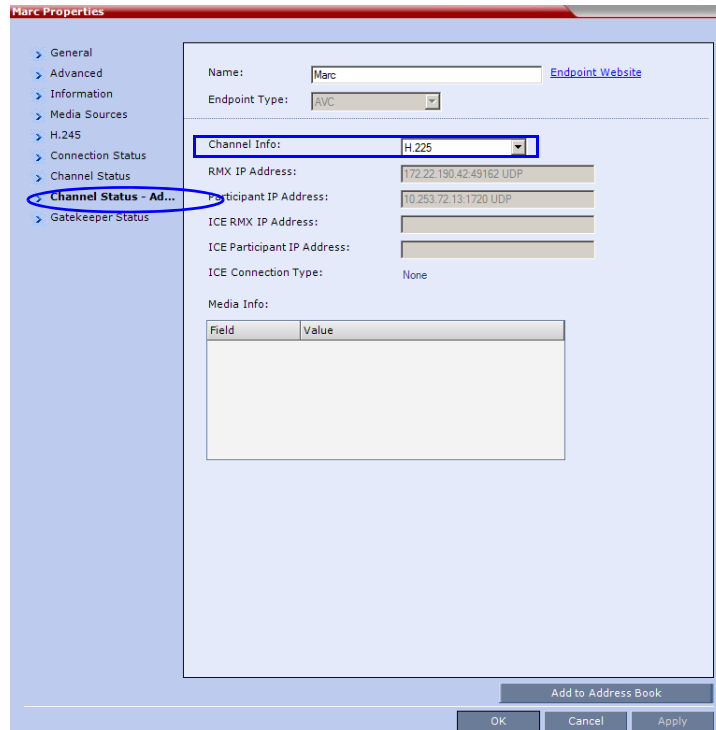 Marc Properties
General
Advanced
Information
Media Sources
H.245
Connection Status
Channel Status
Channel Status - Ad...
Gatekeeper Status
Name: Marc Endpoint Website
Endpoint Type: AVC
Channel Info: H.225
RMX IP Address: 172.22.190.42:49162 UDP
Participant IP Address: 10.253.72.13:1720 UDP
ICE RMX IP Address:
ICE Participant IP Address:
ICE Connection Type: None
Media Info:
Field Value
Add to Address Book
OK Cancel Apply